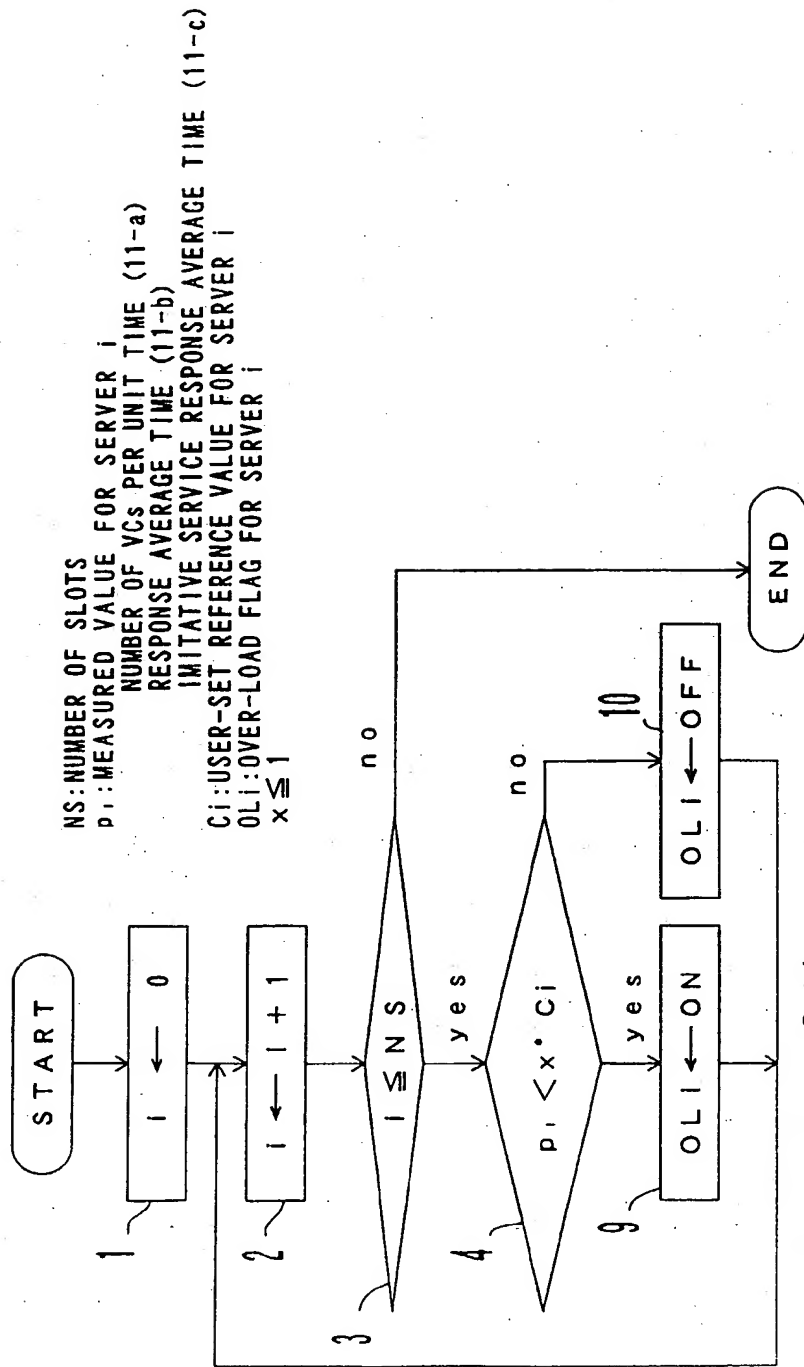 START
1
I ← 0
2
i ← I + 1
3
I ≦ NS
no
yes
4
pi < x * Ci
no
yes
9
OLI ← ON
10
OLI ← OFF
END
NS:NUMBER OF SLOTS
pi:MEASURED VALUE FOR SERVER i
NUMBER OF VCs PER UNIT TIME (11-a)
RESPONSE AVERAGE TIME (11-b)
IMITATIVE SERVICE RESPONSE AVERAGE TIME (11-c)
Ci:USER-SET REFERENCE VALUE FOR SERVER i
OLi:OVER-LOAD FLAG FOR SERVER i
x ≦ 1